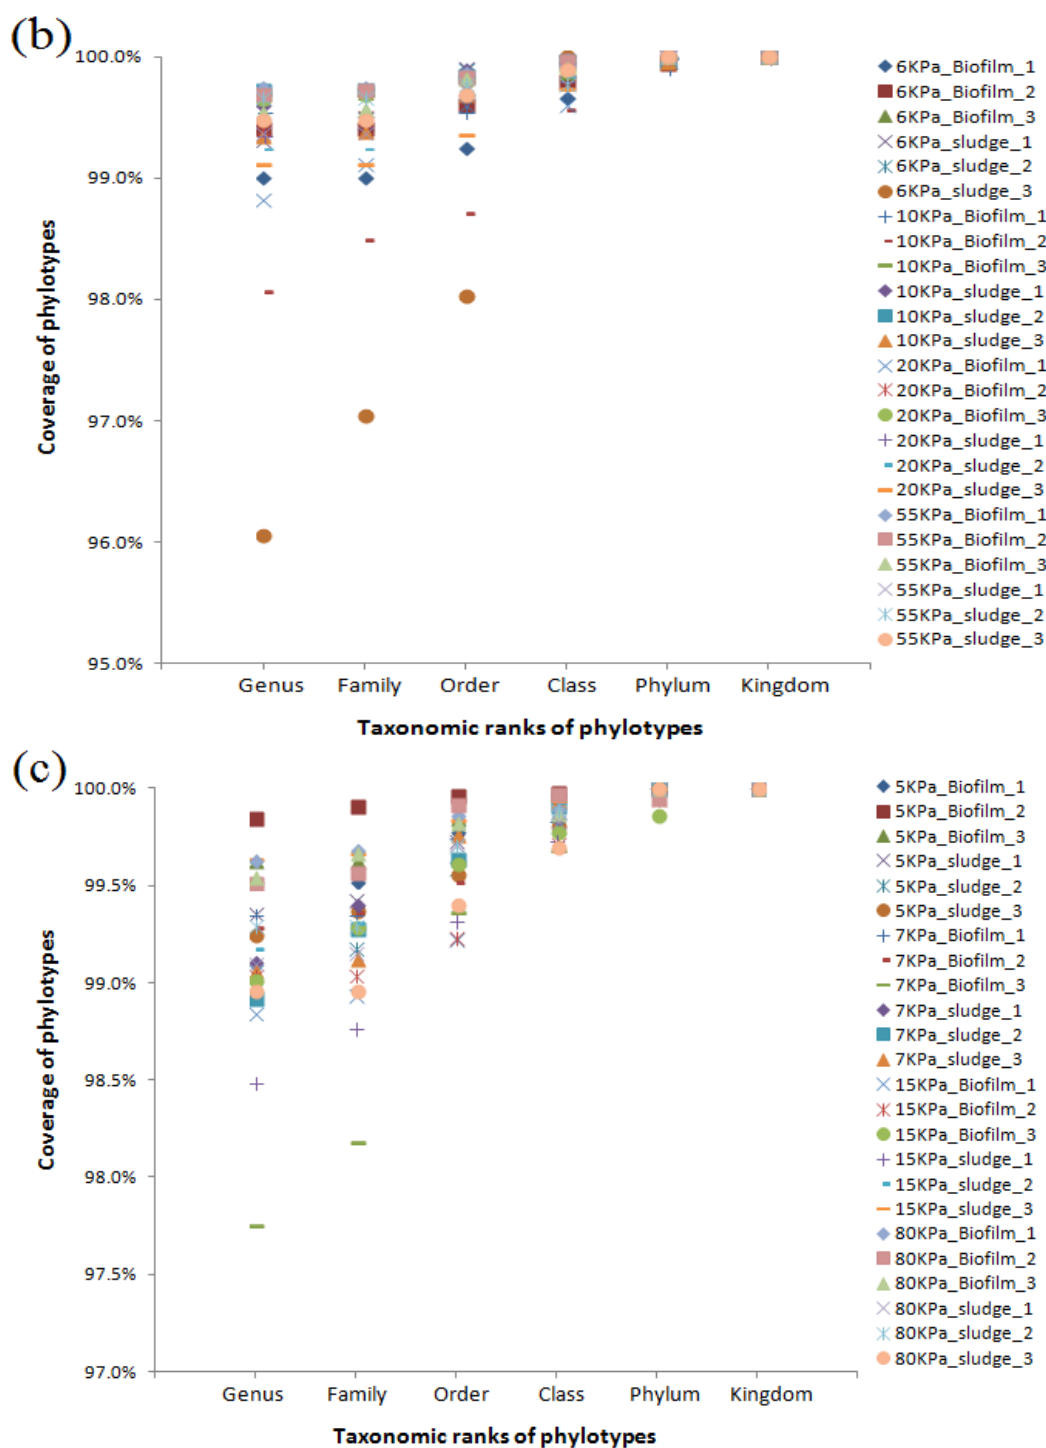 (b)
100.0%
99.0%
98.0%
97.0%
96.0%
95.0%
Coverage of phylotypes
Genus Family Order Class Phylum Kingdom
Taxonomic ranks of phylotypes
6KPa_Biofilm_1
6KPa_Biofilm_2
6KPa_Biofilm_3
6KPa_sludge_1
6KPa_sludge_2
6KPa_sludge_3
10KPa_Biofilm_1
10KPa_Biofilm_2
10KPa_Biofilm_3
10KPa_sludge_1
10KPa_sludge_2
10KPa_sludge_3
20KPa_Biofilm_1
20KPa_Biofilm_2
20KPa_Biofilm_3
20KPa_sludge_1
20KPa_sludge_2
20KPa_sludge_3
55KPa_Biofilm_1
55KPa_Biofilm_2
55KPa_Biofilm_3
55KPa_sludge_1
55KPa_sludge_2
55KPa_sludge_3
(c)
100.0%
99.5%
99.0%
98.5%
98.0%
97.5%
97.0%
Coverage of phylotypes
Genus Family Order Class Phylum Kingdom
Taxonomic ranks of phylotypes
5KPa_Biofilm_1
5KPa_Biofilm_2
5KPa_Biofilm_3
5KPa_sludge_1
5KPa_sludge_2
5KPa_sludge_3
7KPa_Biofilm_1
7KPa_Biofilm_2
7KPa_Biofilm_3
7KPa_sludge_1
7KPa_sludge_2
7KPa_sludge_3
15KPa_Biofilm_1
15KPa_Biofilm_2
15KPa_Biofilm_3
15KPa_sludge_1
15KPa_sludge_2
15KPa_sludge_3
80KPa_Biofilm_1
80KPa_Biofilm_2
80KPa_Biofilm_3
80KPa_sludge_1
80KPa_sludge_2
80KPa_sludge_3